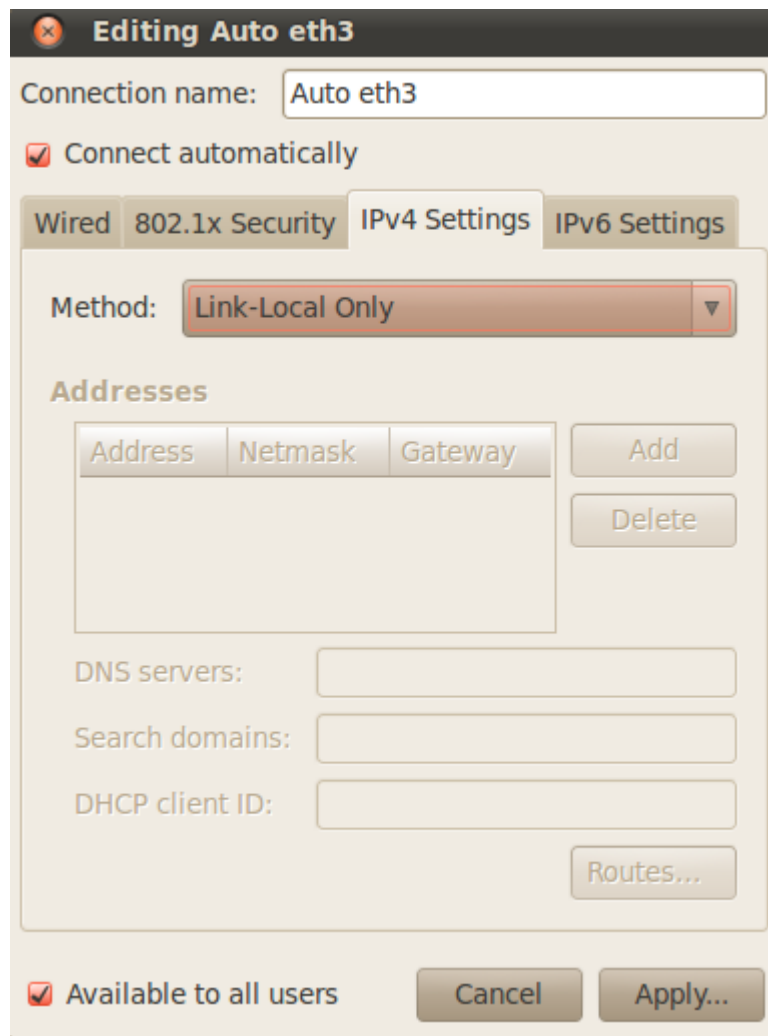 Editing Auto eth3
Connection name: Auto eth3
Connect automatically
Wired 802.1x Security IPv4 Settings IPv6 Settings
Method: Link-Local Only
Addresses
Address Netmask Gateway Add
Delete
DNS servers:
Search domains:
DHCP client ID:
Routes...
Available to all users Cancel Apply...